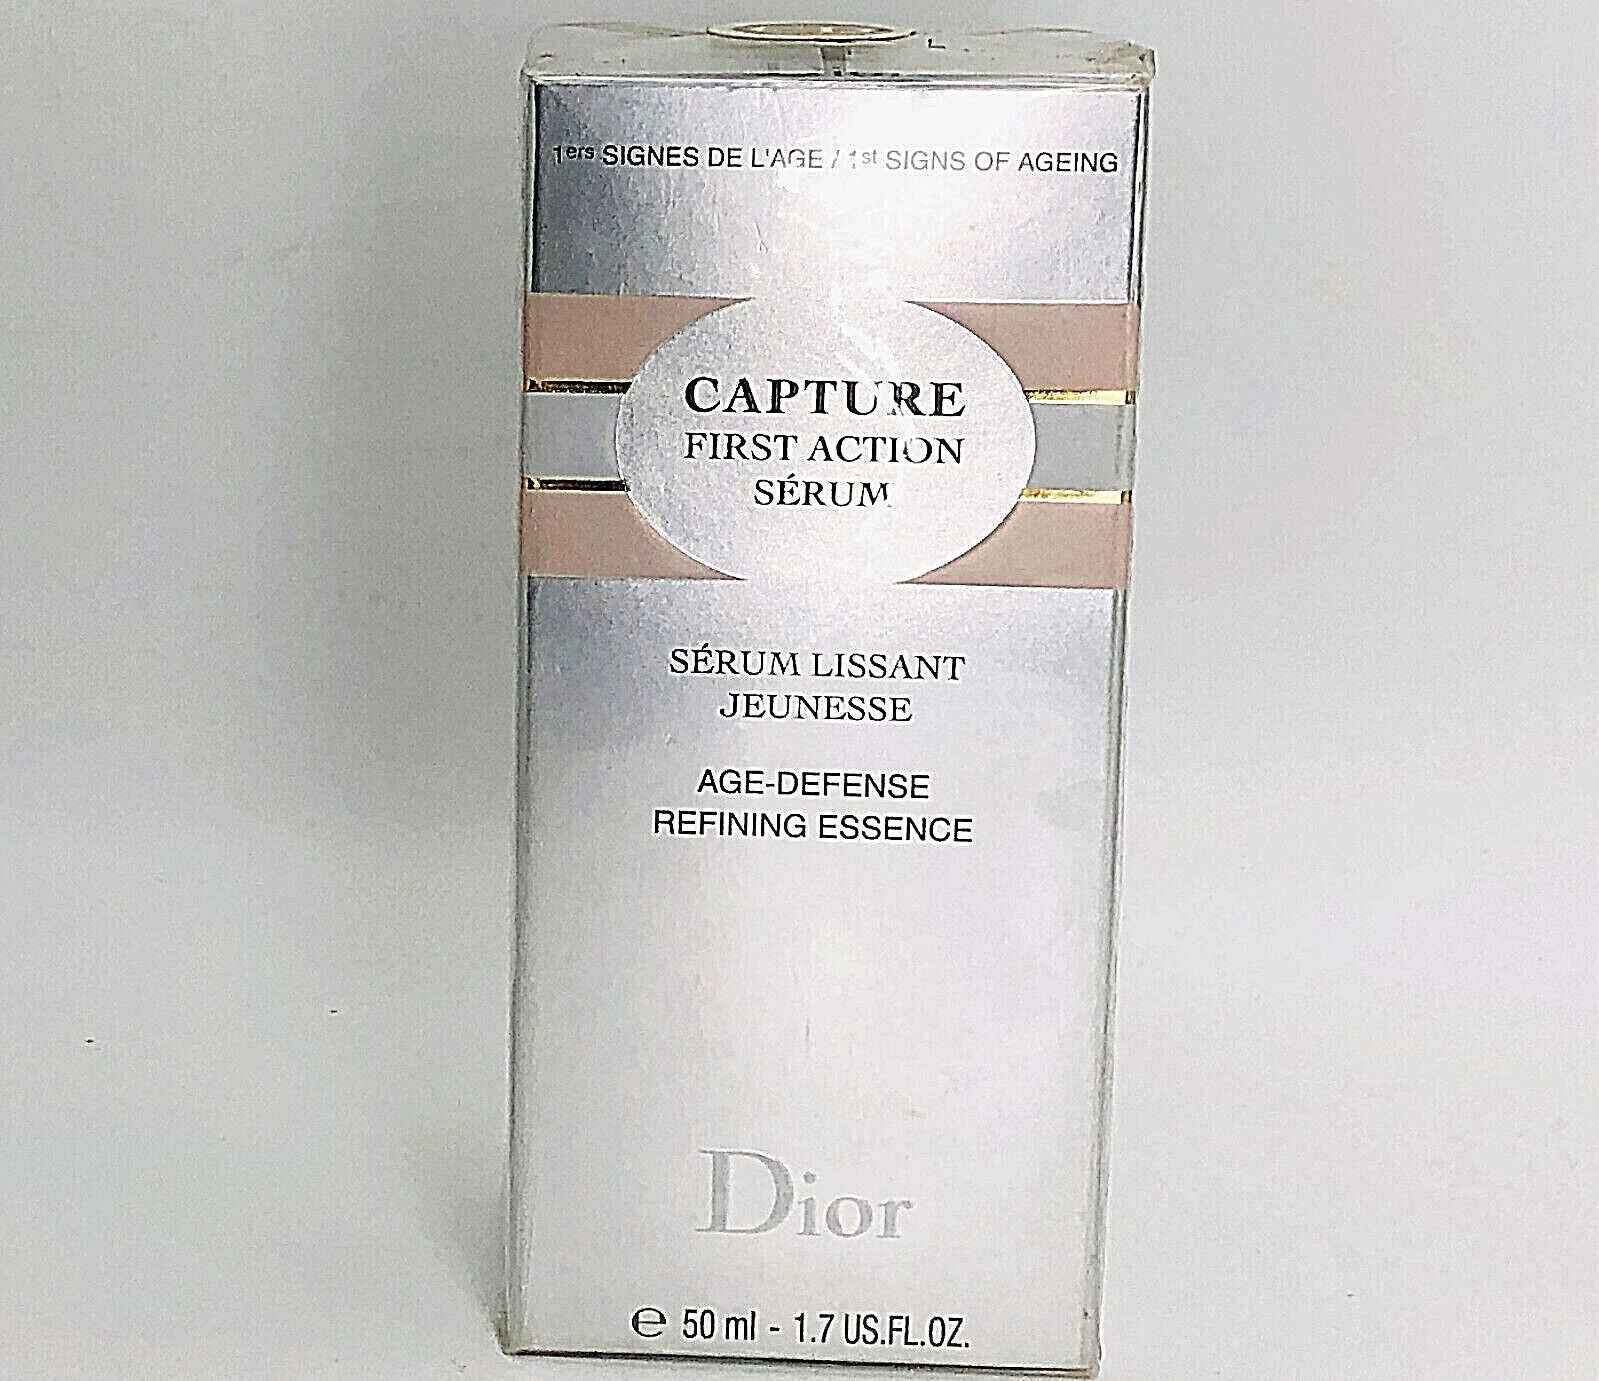 1ers SIGNES DE L'AGE / 1st SIGNS OF AGEING
CAPTURE
FIRST ACTION
SÉRUM
SÉRUM LISSANT
JEUNESSE
AGE-DEFENSE
REFINING ESSENCE
Dior
℮ 50 ml - 1.7 US.FL.OZ.